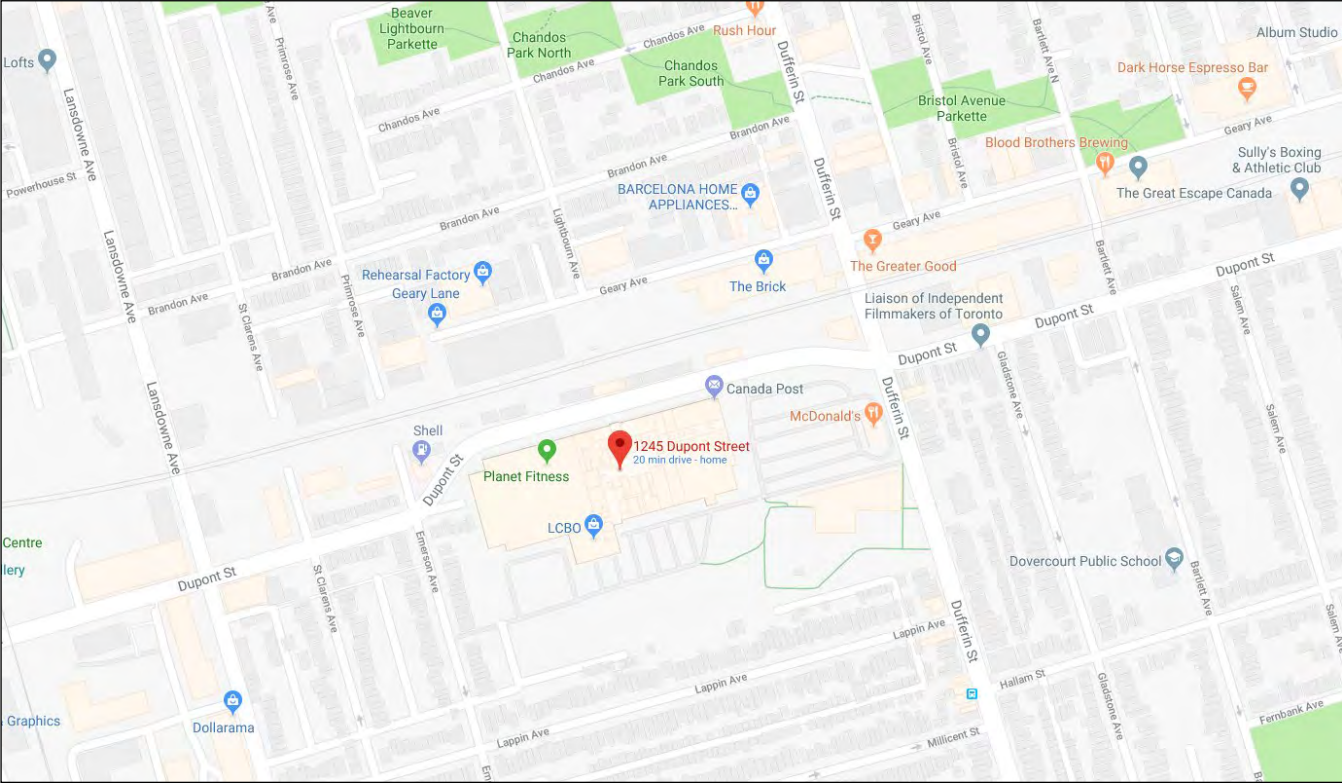 Beaver
Lightbourn
Parkette
Chandos
Park North
Chandos Ave
Rush Hour
Album Studio
Lofts
Ave
Primrose Ave
Chandos Ave
Chandos
Park South
Dufferin St
Bristol Ave
Bartlett Ave N
Dark Horse Espresso Bar
Lansdowne Ave
Chandos Ave
Brandon Ave
Bristol Avenue
Parkette
Geary Ave
Blood Brothers Brewing
Sully's Boxing
& Athletic Club
Powerhouse St
Brandon Ave
Dufferin St
Bristol Ave
The Great Escape Canada
BARCELONA HOME
APPLIANCES...
Brandon Ave
Lightbourn Ave
Geary Ave
Lansdowne Ave
Brandon Ave
Rehearsal Factory
Geary Lane
Geary Ave
The Brick
The Greater Good
Bartlett Ave
Dupont St
Brandon Ave
St Clarens Ave
Primrose Ave
Liaison of Independent
Filmmakers of Toronto
Dupont St
Salem Ave
Dupont St
Gladstone Ave
Lansdowne Ave
Canada Post
Dufferin St
McDonald's
Salem Ave
Shell
1245 Dupont Street
20 min drive - home
Planet Fitness
Dupont St
LCBO
Centre
llery
Emerson Ave
Dovercourt Public School
Bartlett Ave
Dupont St
St Clarens Ave
Dufferin St
Salem Ave
Lappin Ave
Hallam St
Lappin Ave
Gladstone Ave
Graphics
Dollarama
Fernbank Ave
Lappin Ave
Millicent St
Em